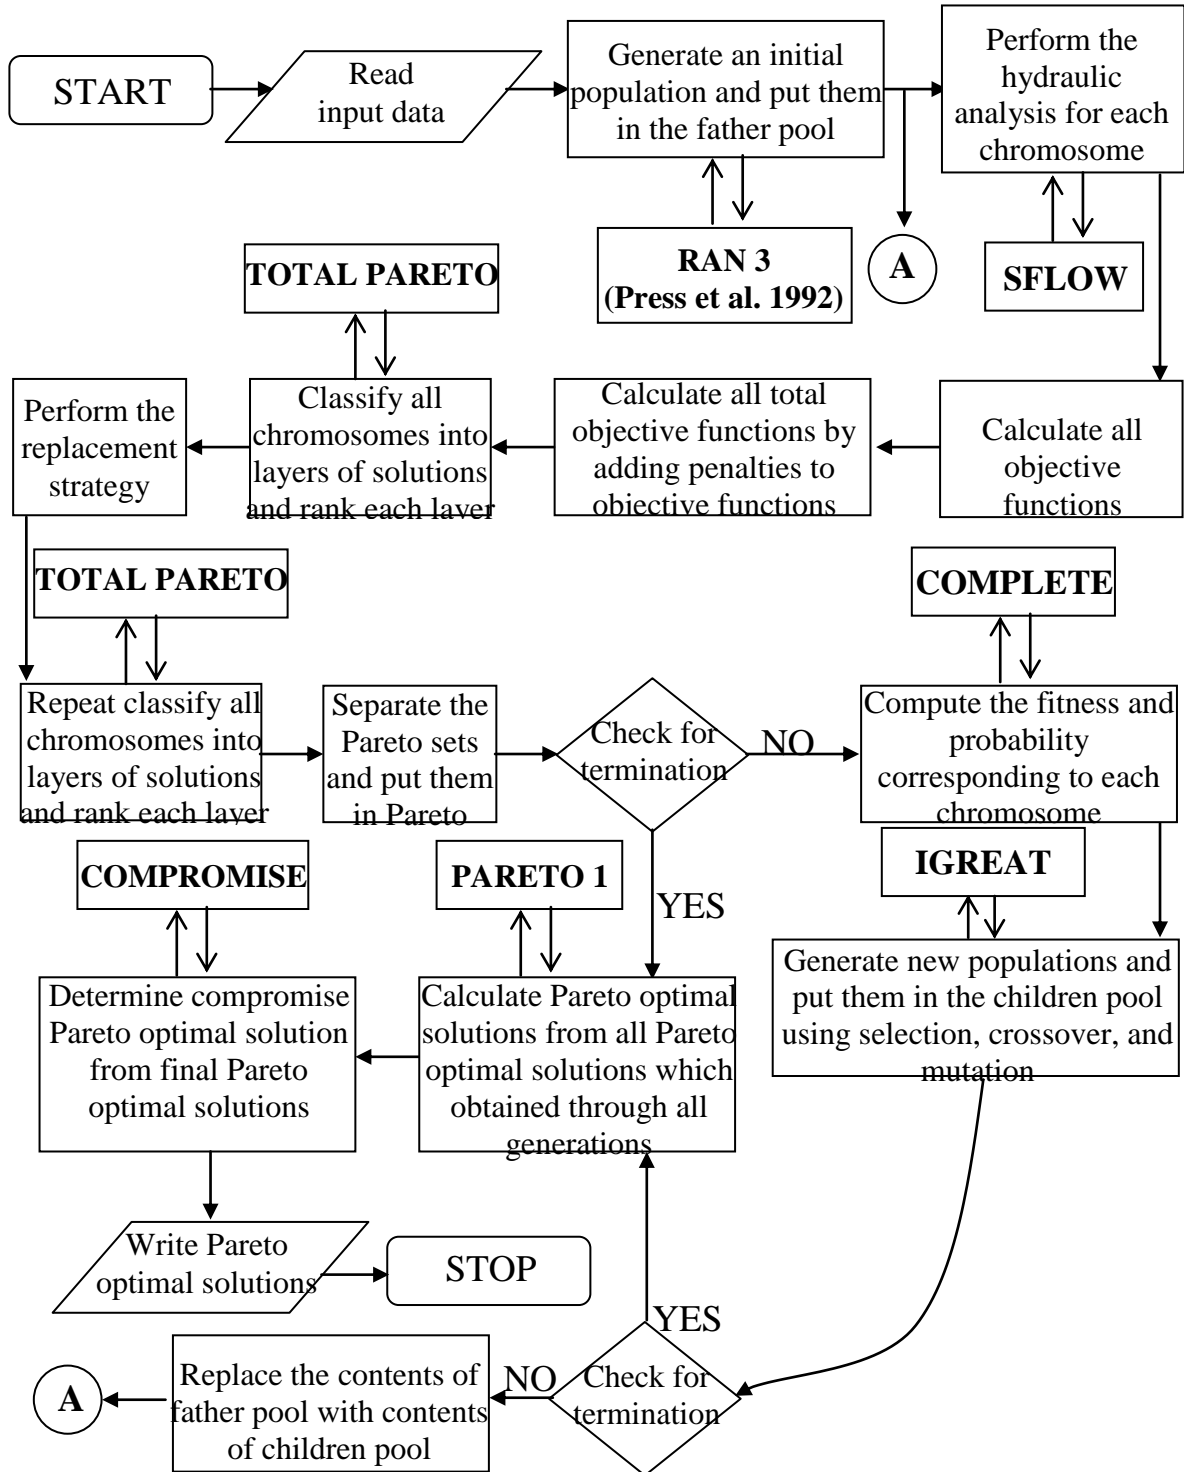 START
Read
input data
Generate an initial
population and put them
in the father pool
Perform the
hydraulic
analysis for each
chromosome
RAN 3
(Press et al. 1992)
A
SFLOW
TOTAL PARETO
Perform the
replacement
strategy
Classify all
chromosomes into
layers of solutions
and rank each layer
Calculate all total
objective functions by
adding penalties to
objective functions
Calculate all
objective
functions
TOTAL PARETO
COMPLETE
Repeat classify all
chromosomes into
layers of solutions
and rank each layer
Separate the
Pareto sets
and put them
in Pareto
Check for
termination
NO
Compute the fitness and
probability
corresponding to each
chromosome
COMPROMISE
PARETO 1
YES
IGREAT
Determine compromise
Pareto optimal solution
from final Pareto
optimal solutions
Calculate Pareto optimal
solutions from all Pareto
optimal solutions which
obtained through all
generations
Generate new populations and
put them in the children pool
using selection, crossover, and
mutation
Write Pareto
optimal solutions
STOP
YES
A
Replace the contents of
father pool with contents
of children pool
NO
Check for
termination